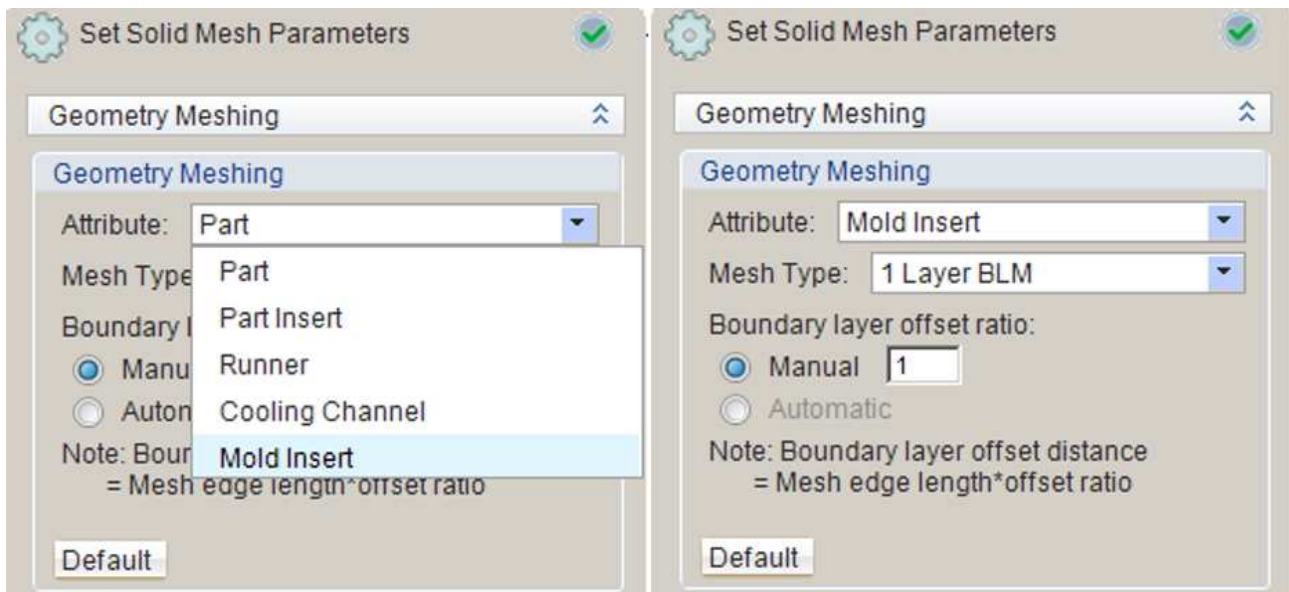 Set Solid Mesh Parameters
Geometry Meshing
Geometry Meshing
Attribute: Part
Part
Part Insert
Runner
Cooling Channel
Mold Insert
Mesh Type
Boundary l
Manu
Auton
Note: Bour
= Mesh edge length*offset ratio
Default
Set Solid Mesh Parameters
Geometry Meshing
Geometry Meshing
Attribute: Mold Insert
Mesh Type: 1 Layer BLM
Boundary layer offset ratio:
Manual 1
Automatic
Note: Boundary layer offset distance
= Mesh edge length*offset ratio
Default